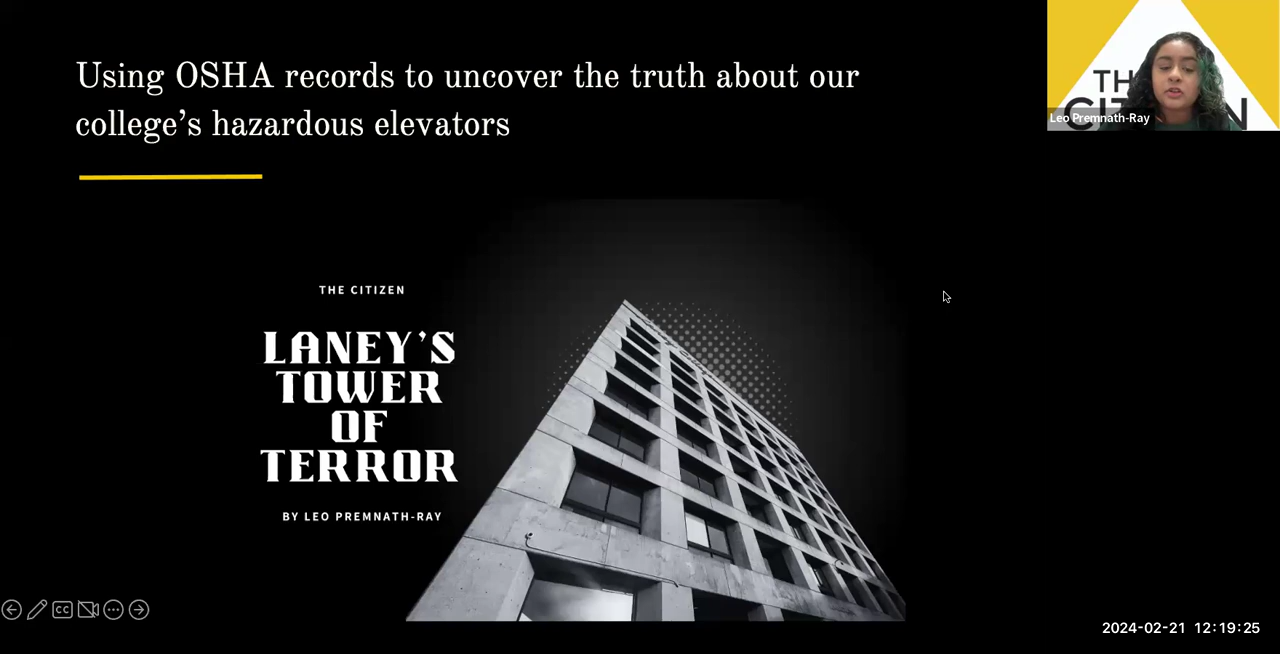 Using OSHA records to uncover the truth about our
college's hazardous elevators
THE CITIZEN
LANEY'S
TOWER
OF
TERROR
BY LEO PREMNATH-RAY
Leo Premnath-Ray
CC
2024-02-21 12:19:25